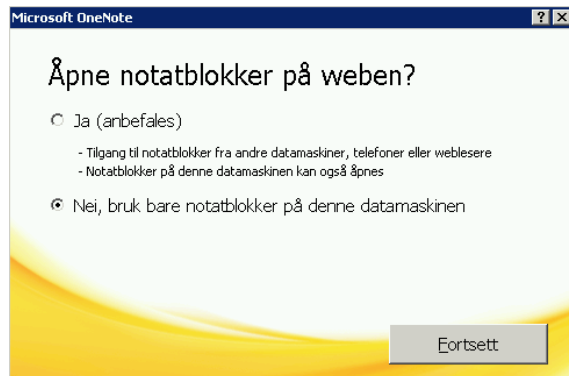 Microsoft OneNote
Åpne notatblokker på weben?
Ja (anbefales)
- Tilgang til notatblokker fra andre datamaskiner, telefoner eller weblesere
- Notatblokker på denne datamaskinen kan også åpnes
Nei, bruk bare notatblokker på denne datamaskinen
Fortsett